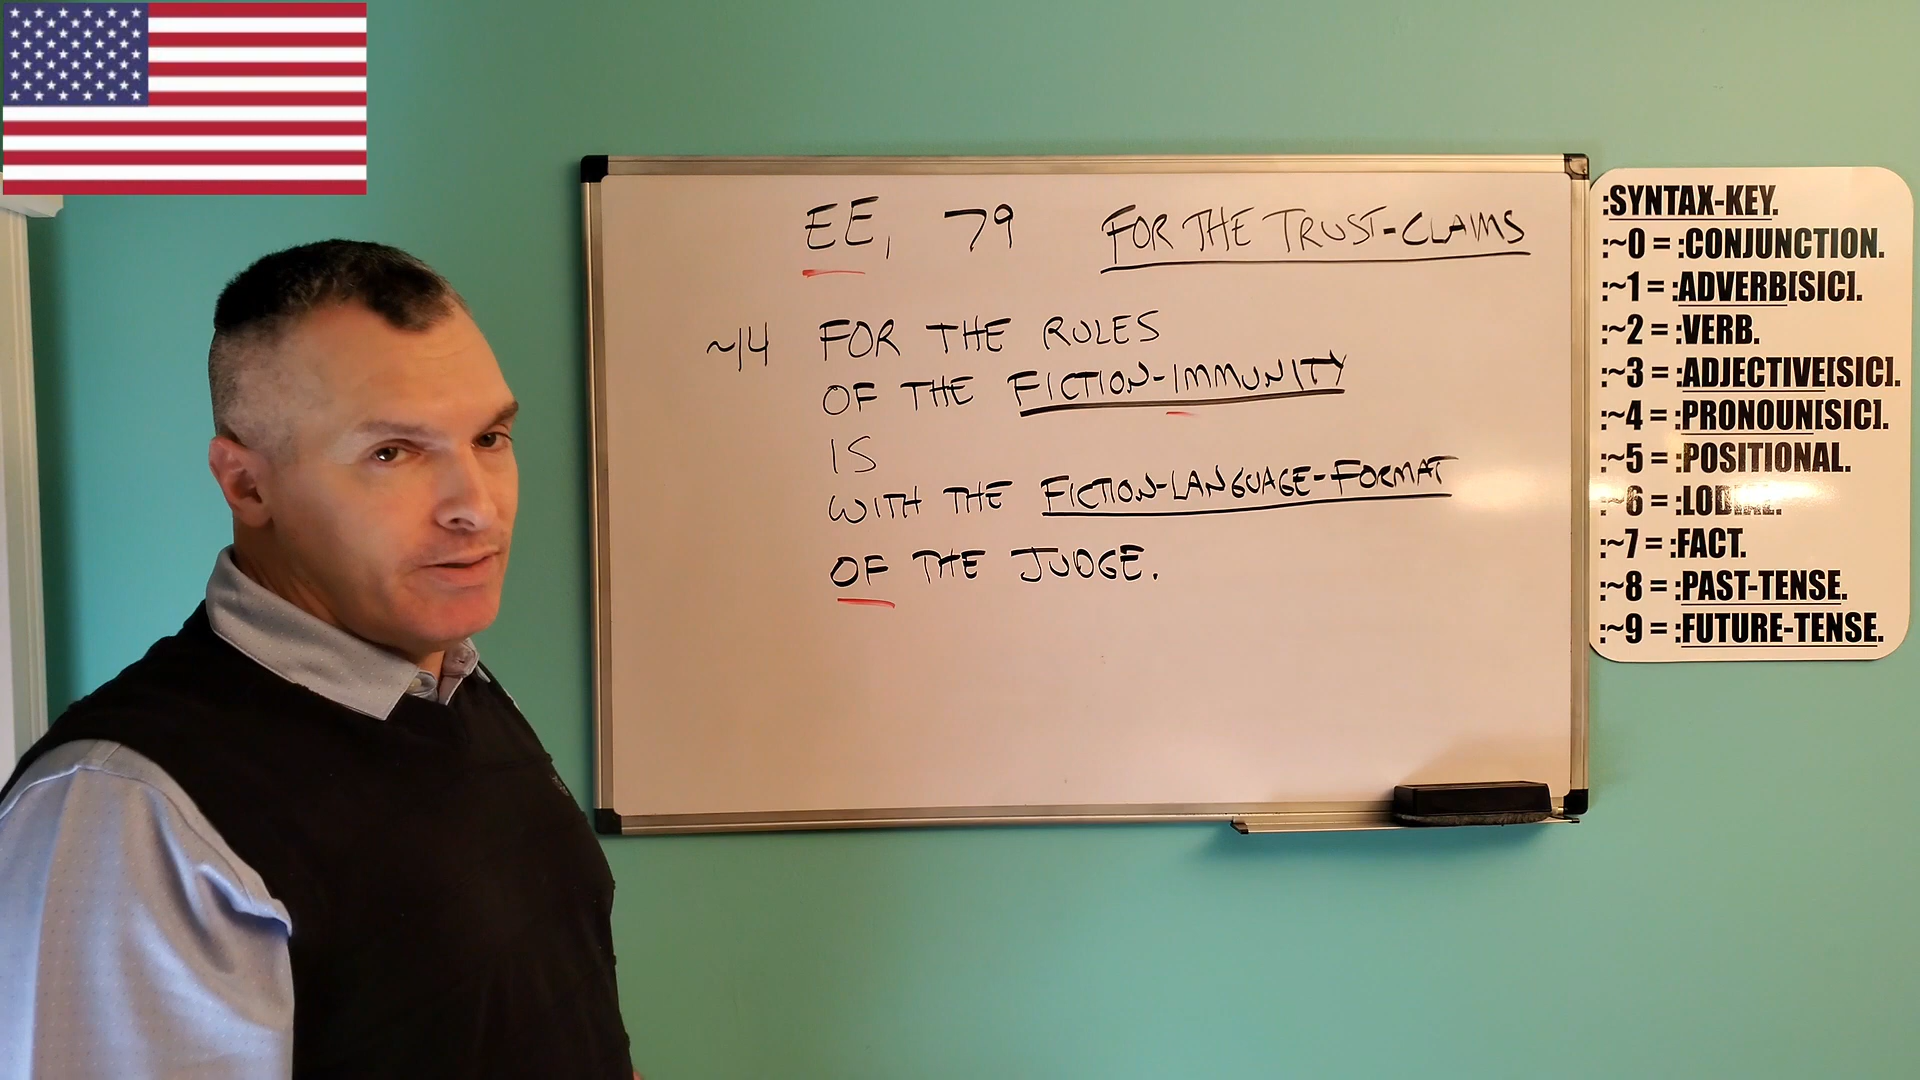 EE, 79 FOR THE TRUST-CLAIMS
~14 FOR THE RULES
OF THE FICTION-IMMUNITY
IS
WITH THE FICTION-LANGUAGE-FORMAT
OF THE JUDGE.
:SYNTAX-KEY.
:~0 = :CONJUNCTION.
:~1 = :ADVERB[SIC].
:~2 = :VERB.
:~3 = :ADJECTIVE[SIC].
:~4 = :PRONOUN[SIC].
:~5 = :POSITIONAL.
:~6 = :LODIAL.
:~7 = :FACT.
:~8 = :PAST-TENSE.
:~9 = :FUTURE-TENSE.